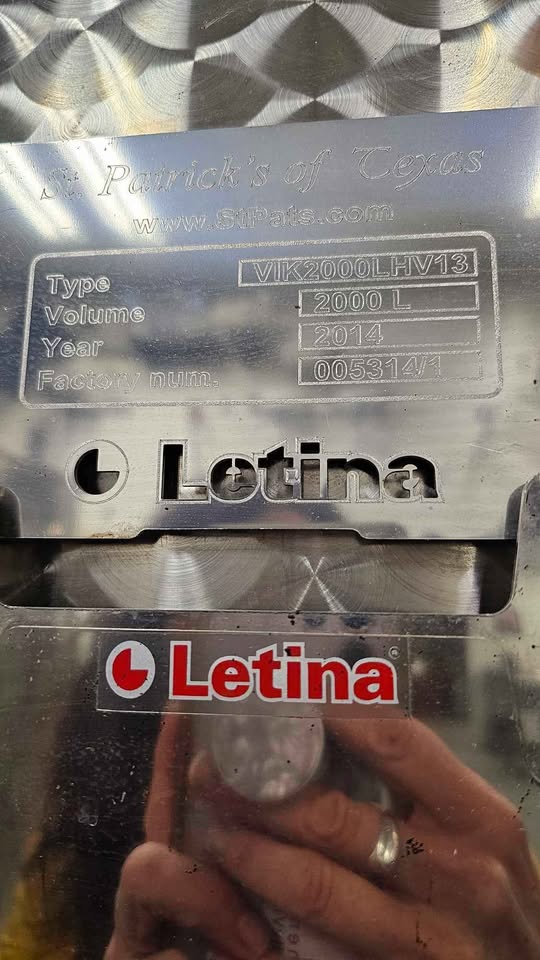 St. Patrick's of Texas
www.StPats.com
Type VIK2000LHV13
Volume 2000 L
Year 2014
Factory num. 005314/1
Letina
Letina®